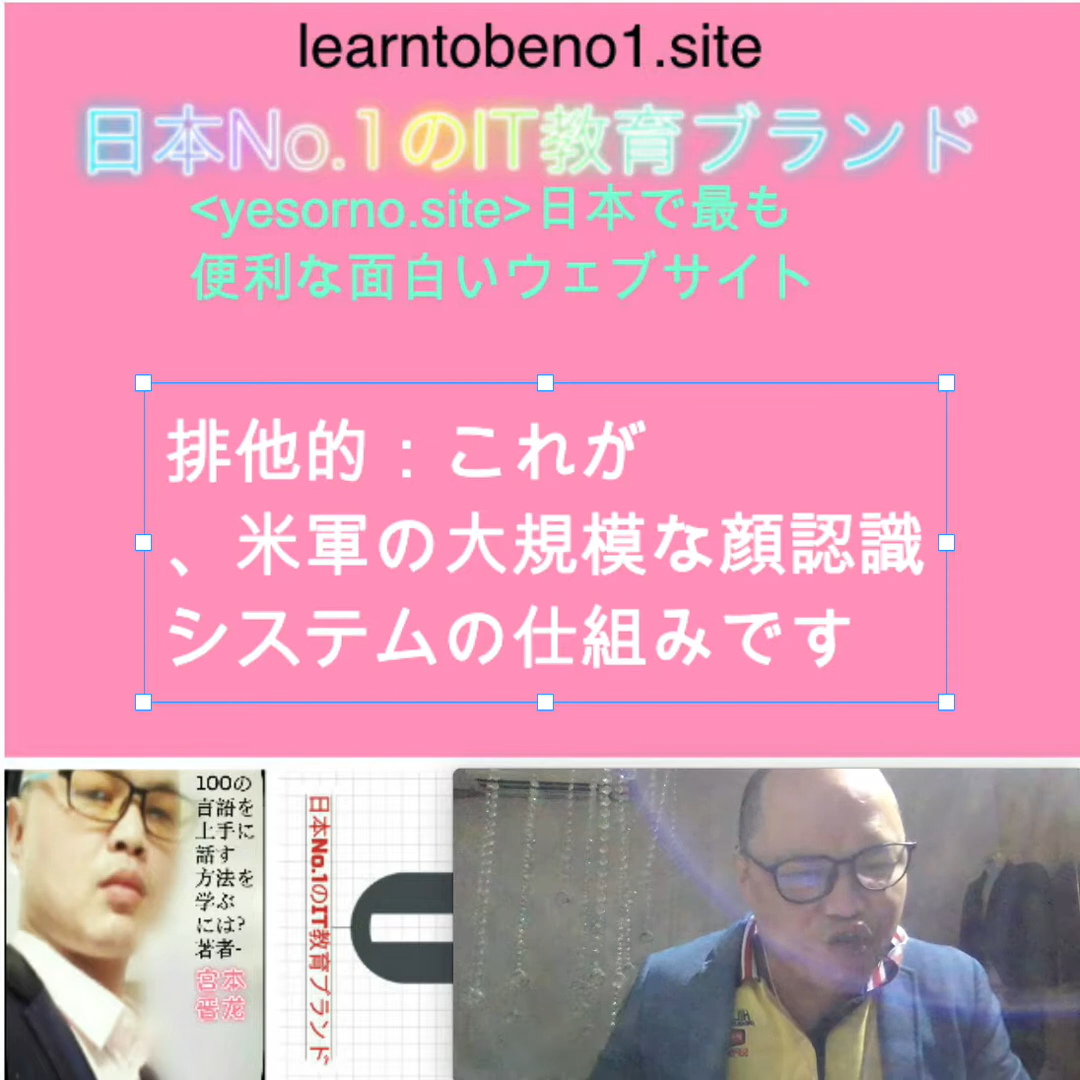 learntobeno1.site
日本No.1のIT教育ブランド
<yesorno.site>日本で最も
便利な面白いウェブサイト
排他的：これが
、米軍の大規模な顔認識
システムの仕組みです
100の
言語を
上手に
話す
方法を
学ぶ
には?
著者-
宮本
晋龙
日本No.1のIT教育ブランド